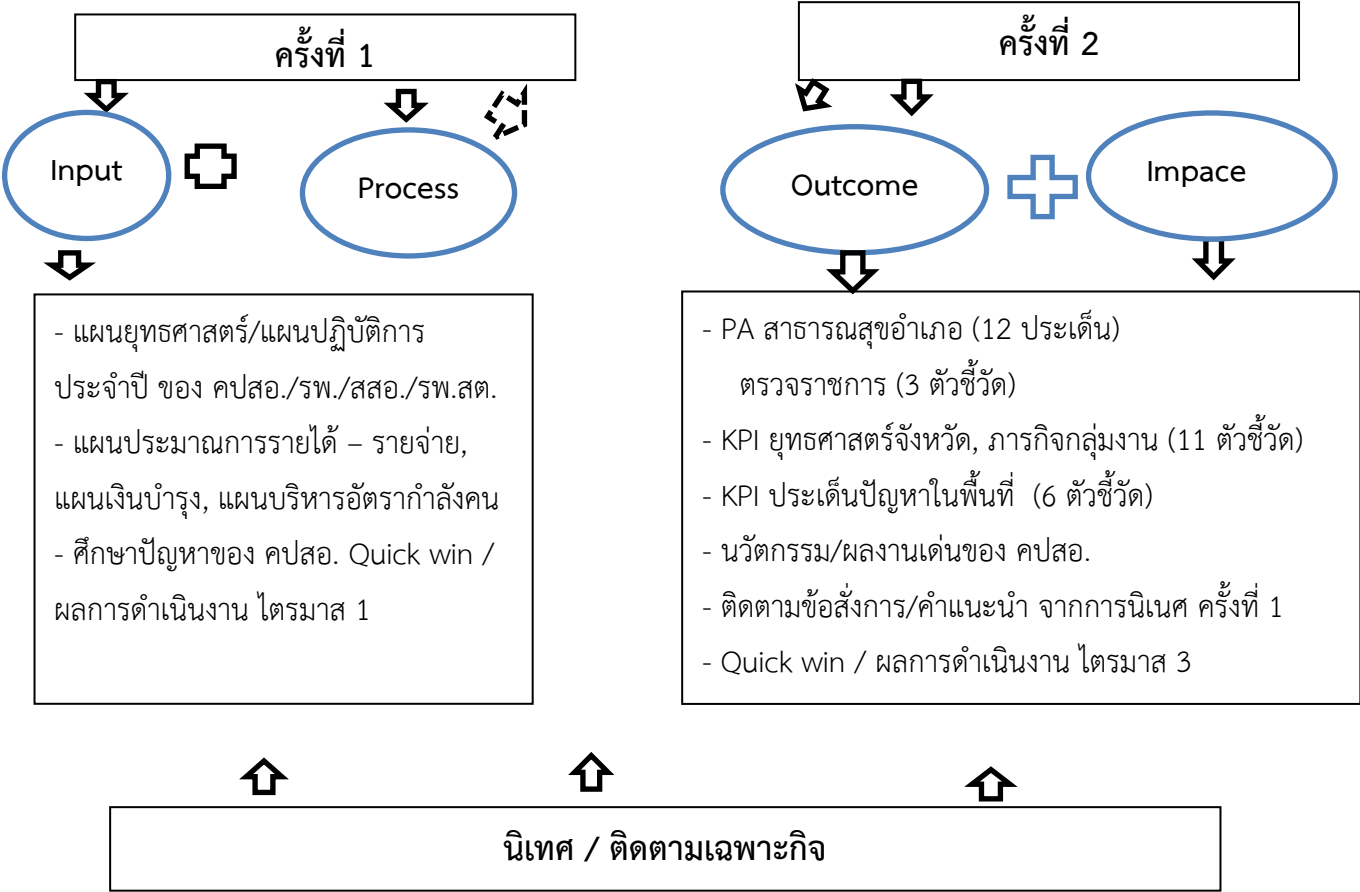 ครั้งที่ 1
Input
Process
- แผนยุทธศาสตร์/แผนปฏิบัติการ
ประจำปี ของ คปสอ./รพ./สสอ./รพ.สต.
- แผนประมาณการรายได้ – รายจ่าย,
แผนเงินบำรุง, แผนบริหารอัตรากำลังคน
- ศึกษาปัญหาของ คปสอ. Quick win /
ผลการดำเนินงาน ไตรมาส 1
ครั้งที่ 2
Outcome
Impace
- PA สาธารณสุขอำเภอ (12 ประเด็น)
ตรวจราชการ (3 ตัวชี้วัด)
- KPI ยุทธศาสตร์จังหวัด, ภารกิจกลุ่มงาน (11 ตัวชี้วัด)
- KPI ประเด็นปัญหาในพื้นที่ (6 ตัวชี้วัด)
- นวัตกรรม/ผลงานเด่นของ คปสอ.
- ติดตามข้อสั่งการ/คำแนะนำ จากการนิเนศ ครั้งที่ 1
- Quick win / ผลการดำเนินงาน ไตรมาส 3
นิเทศ / ติดตามเฉพาะกิจ